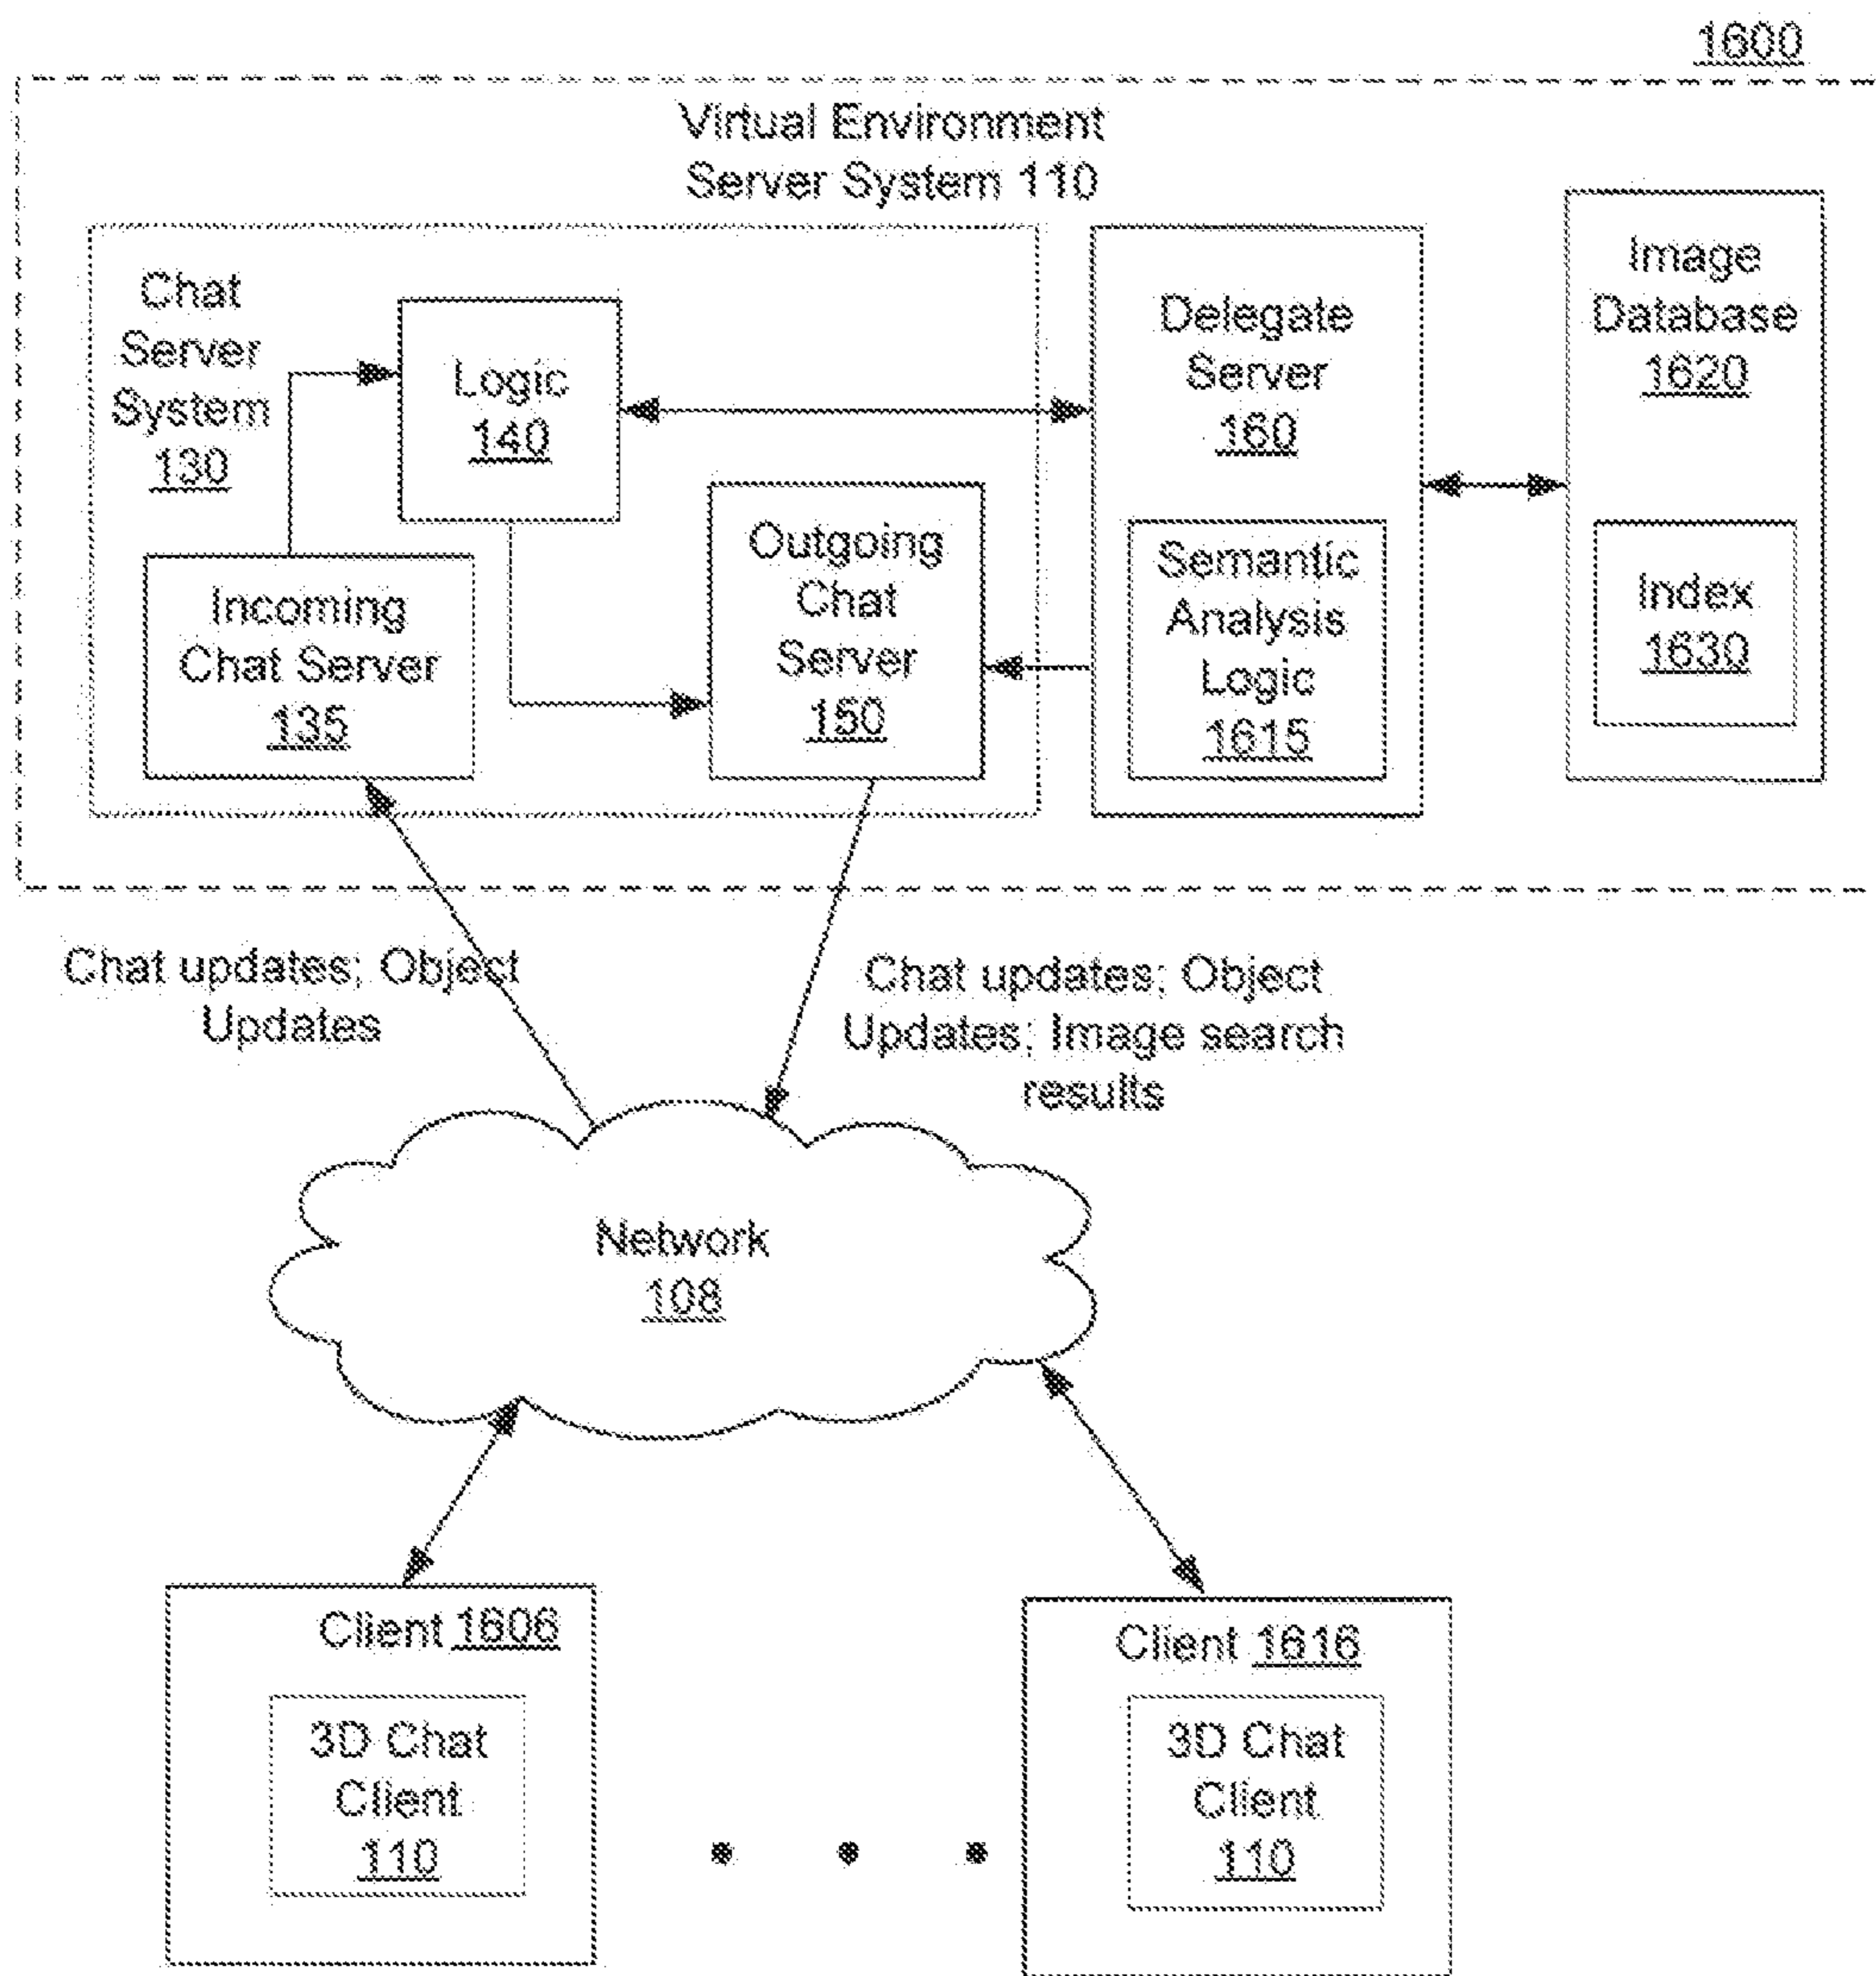 1600
Virtual Environment
Server System 110
Chat
Server
System
130
Logic
140
Incoming
Chat Server
135
Outgoing
Chat
Server
150
Delegate
Server
160
Semantic
Analysis
Logic
1615
Image
Database
1620
Index
1630
Chat updates; Object
Updates
Chat updates; Object
Updates; Image search
results
Network
108
Client 1606
3D Chat
Client
110
Client 1616
3D Chat
Client
110